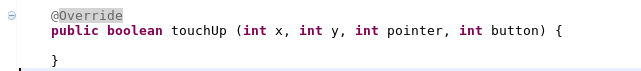 @Override
public boolean touchUp (int x, int y, int pointer, int button) {
}